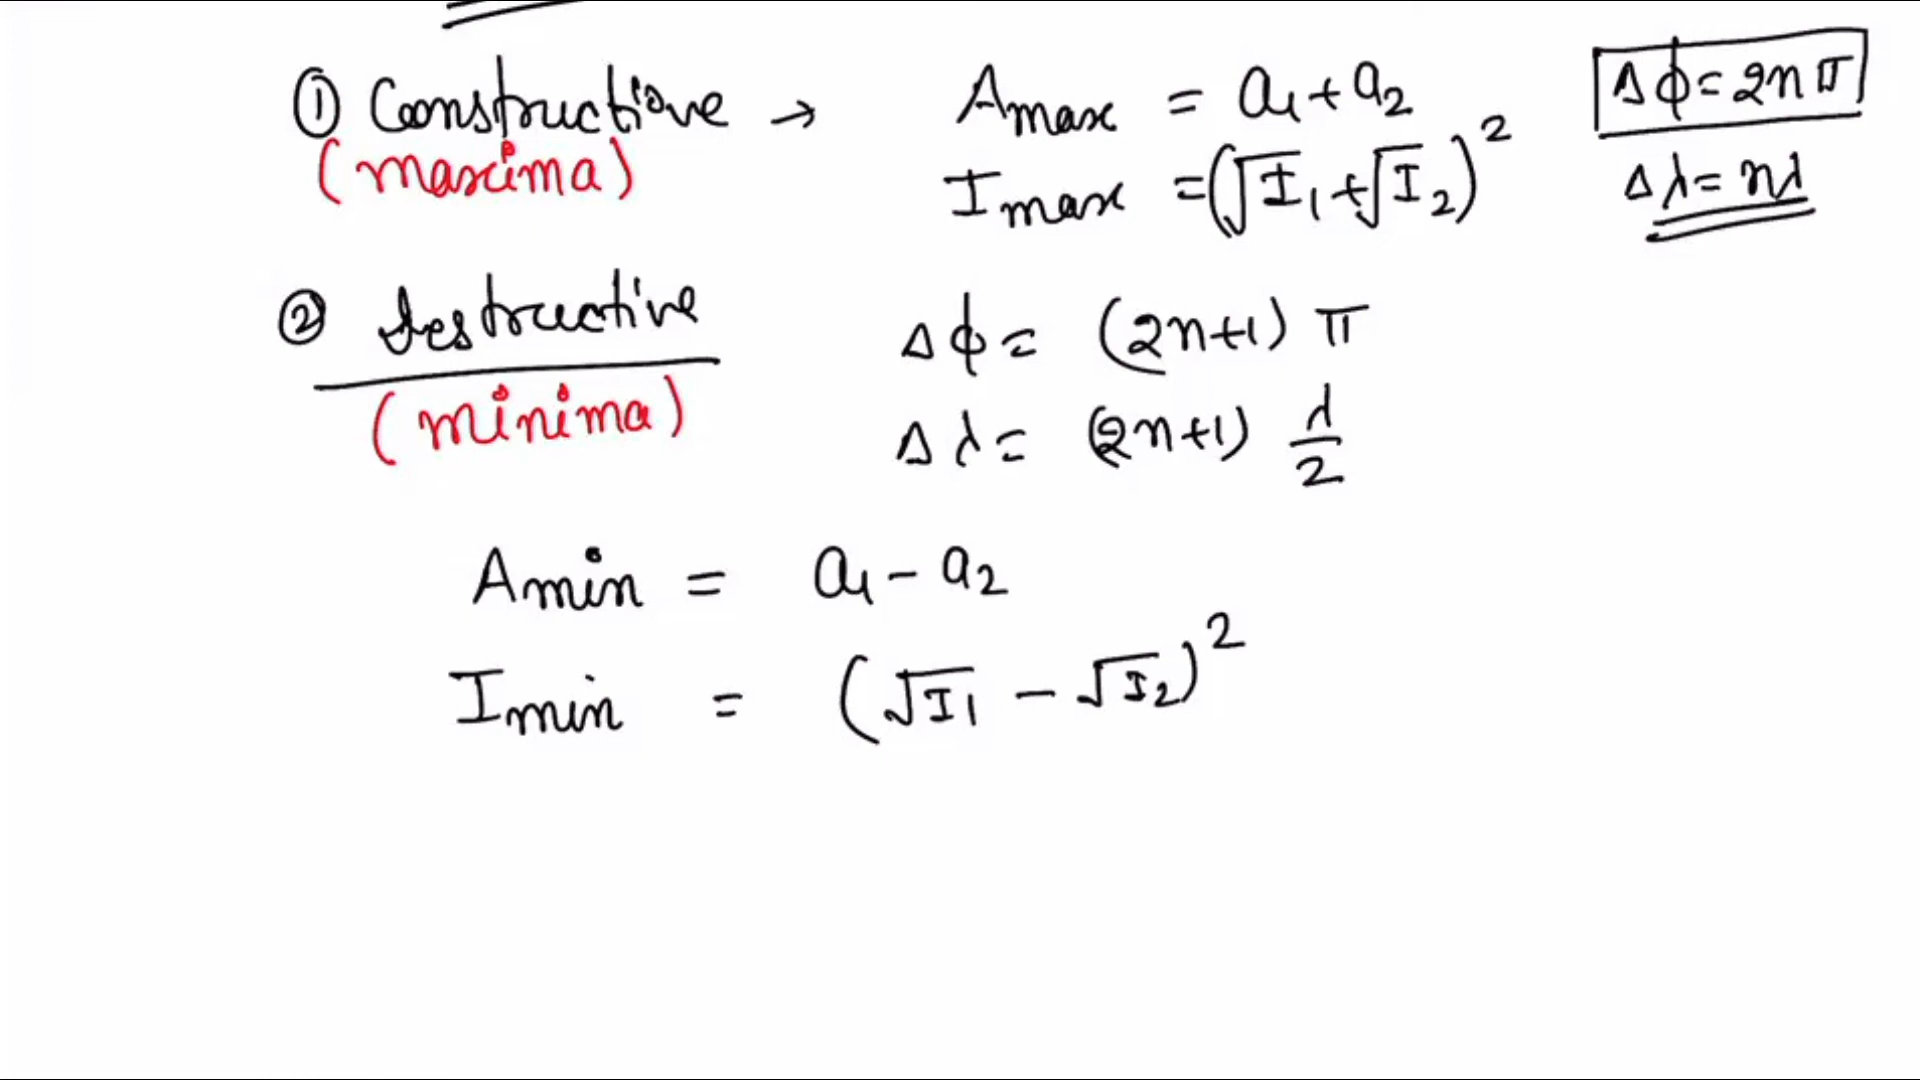 ① Constructive → Amax = a1 + a2 Δϕ = 2nπ
(maxima) Imax = (√I1 + √I2)² Δλ = nλ
② destructive Δϕ = (2n+1) π
(minima) Δλ = (2n+1) λ/2
Amin = a1 - a2
Imin = (√I1 - √I2)²